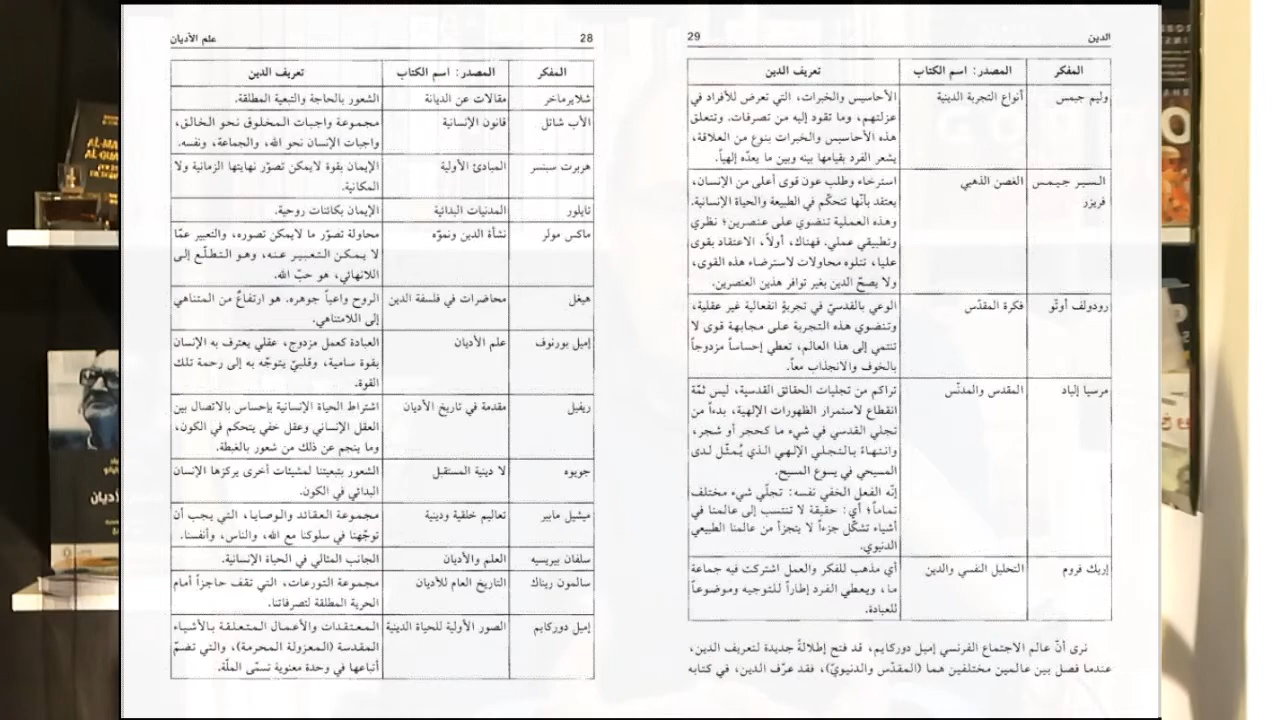 28 علم الأديان
المفكر المصدر: اسم الكتاب تعريف الدين
شلايرماخر مقالات عن الديانة الشعور بالحاجة والتبعية المطلقة.
الأب شاتل قانون الإنسانية مجموعة واجبات المخلوق نحو الخالق،
واجبات الإنسان نحو الله، والجماعة، ونفسه.
هربرت سبنسر المبادئ الأولية الإيمان بقوة لايمكن تصوّر نهايتها الزمانية ولا
المكانية.
تايلور المدنيات البدائية الإيمان بكائنات روحية.
ماكس مولر نشأة الدين ونموّه محاولة تصوّر ما لايمكن تصوره، والتعبير عمّا
لا يمكن التعبير عنه، وهو التطلّع إلى
اللانهائي، هو حبّ الله.
هيغل محاضرات في فلسفة الدين الروح واعياً جوهره. هو ارتفاعٌ من المتناهي
إلى اللامتناهي.
إميل بورنوف علم الأديان العبادة كعمل مزدوج، عقلي يعترف به الإنسان
بقوة سامية، وقلبيّ يتوجّه به إلى رحمة تلك
القوة.
ريفيل مقدمة في تاريخ الأديان اشتراط الحياة الإنسانية بإحساس بالاتصال بين
العقل الإنساني وعقل خفي يتحكم في الكون،
وما ينجم عن ذلك من شعور بالغبطة.
جويوه لا دينية المستقبل الشعور بتبعيتنا لمشيئات أخرى يركزها الإنسان
البدائي في الكون.
ميشيل مايير تعاليم خلقية ودينية مجموعة العقائد والوصايا، التي يجب أن
توجّهنا في سلوكنا مع الله، والناس، وأنفسنا.
سلفان بيريسيه العلم والأديان الجانب المثالي في الحياة الإنسانية.
سالمون ريناك التاريخ العام للأديان مجموعة التورعات، التي تقف حاجزاً أمام
الحرية المطلقة لتصرفاتنا.
إميل دوركايم الصور الأولية للحياة الدينية المعتقدات والأعمال المتعلقة بالأشياء
المقدسة (المعزولة المحرمة)، والتي تضمّ
أتباعها في وحدة معنوية تسمّى الملّة.
الدين 29
المفكر المصدر: اسم الكتاب تعريف الدين
وليم جيمس أنواع التجربة الدينية الأحاسيس والخبرات، التي تعرض للأفراد في
عزلتهم، وما تقود إليه من تصرفات. وتتعلق
هذه الأحاسيس والخبرات بنوع من العلاقة،
يشعر الفرد بقيامها بينه وبين ما يعدّه إلهياً.
السير جيمس الغصن الذهبي استرخاء وطلب عون قوى أعلى من الإنسان،
فريزر يعتقد بأنّها تتحكّم في الطبيعة والحياة الإنسانية.
وهذه العملية تنضوي على عنصرين؛ نظري
وتطبيقي عملي. فهناك، أولاً، الاعتقاد بقوى
عليا، تتلوه محاولات لاسترضاء هذه القوى،
ولا يصحّ الدين بغير توافر هذين العنصرين.
رودولف أوتّو فكرة المقدّس الوعي بالقدسيّ في تجربةٍ انفعالية غير عقلية،
وتنضوي هذه التجربة على مجابهة قوى لا
تنتمي إلى هذا العالم، تعطي إحساساً مزدوجاً
بالخوف والانجذاب معاً.
مرسيا إلياد المقدس والمدنّس تراكم من تجليات الحقائق القدسية، ليس ثمّة
انقطاع لاستمرار الظهورات الإلهية، بدءاً من
تجلي القدسي في شيء ما كحجر أو شجر،
وانتهاءً بالتجلي الإلهي الذي يُمثّل لدى
المسيحي في يسوع المسيح.
إنّه الفعل الخفي نفسه: تجلّي شيء مختلف
تماماً؛ أي: حقيقة لا تنتسب إلى عالمنا في
أشياء تشكّل جزءاً لا يتجزأ من عالمنا الطبيعي
الدنيوي.
إريك فروم التحليل النفسي والدين أي مذهب للفكر والعمل اشتركت فيه جماعة
ما، ويعطي الفرد إطاراً للتوجيه وموضوعاً
للعبادة.
نرى أنّ عالم الاجتماع الفرنسي إميل دوركايم، قد فتح إطلالةً جديدة لتعريف الدين،
عندما فصل بين عالمين مختلفين هما (المقدّس والدنيويّ)، فقد عرّف الدين، في كتابه